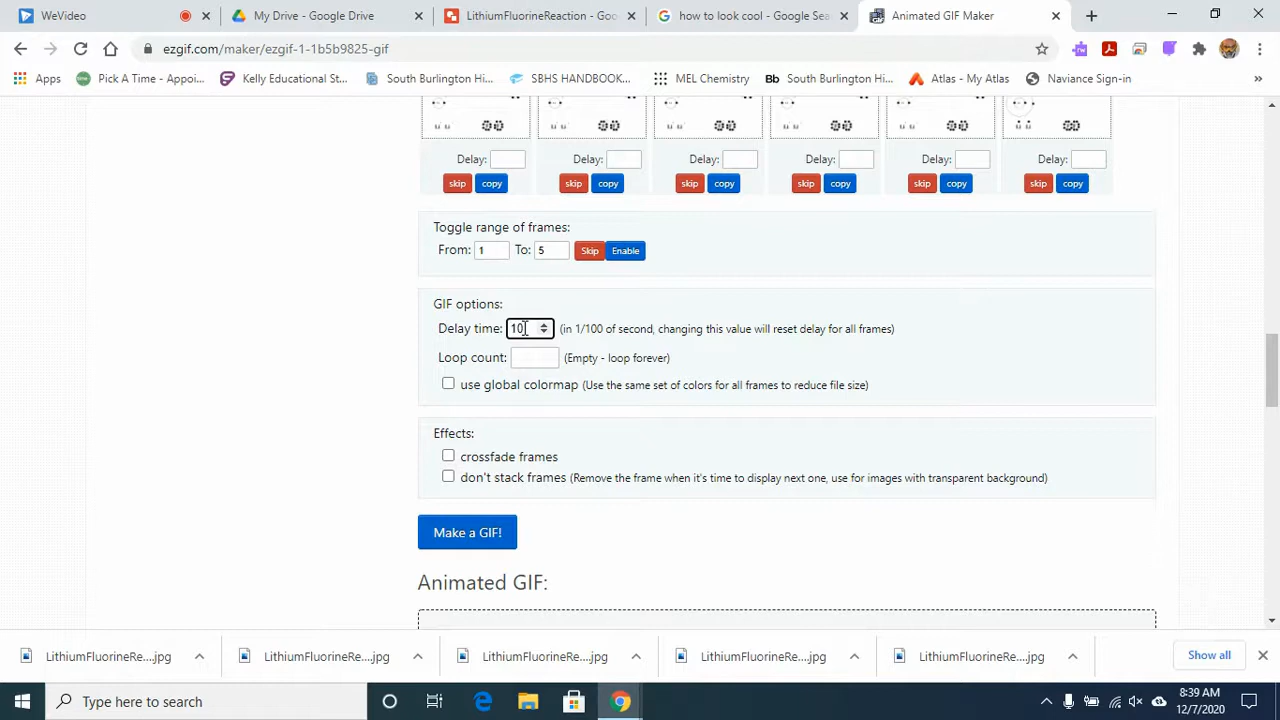 WeVideo
My Drive - Google Drive
LithiumFluorineReaction - Goo
how to look cool - Google Sea
Animated GIF Maker
ezgif.com/maker/ezgif-1-1b5b9825-gif
Apps
Pick A Time - Appoi...
Kelly Educational St...
South Burlington Hi...
SBHS HANDBOOK...
MEL Chemistry
Bb South Burlington Hi...
Atlas - My Atlas
Naviance Sign-in
»
Delay: Delay: Delay: Delay: Delay: Delay:
skip copy skip copy skip copy skip copy skip copy skip copy
Toggle range of frames:
From: 1 To: 5 Skip Enable
GIF options:
Delay time: 10 (in 1/100 of second, changing this value will reset delay for all frames)
Loop count: (Empty - loop forever)
use global colormap (Use the same set of colors for all frames to reduce file size)
Effects:
crossfade frames
don't stack frames (Remove the frame when it's time to display next one, use for images with transparent background)
Make a GIF!
Animated GIF:
LithiumFluorineRe....jpg
LithiumFluorineRe....jpg
LithiumFluorineRe....jpg
LithiumFluorineRe....jpg
LithiumFluorineRe....jpg
Show all
Type here to search
8:39 AM
12/7/2020